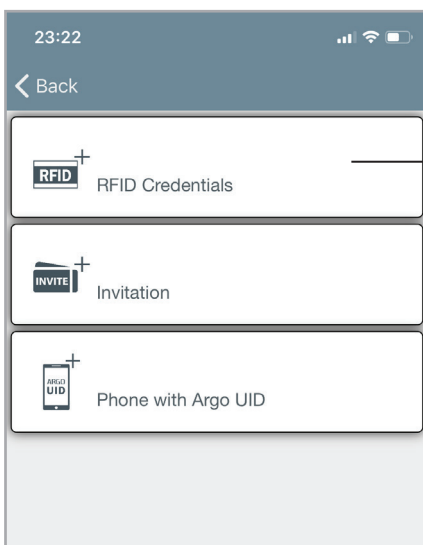 23:22
Back
RFID
RFID Credentials
INVITE
Invitation
ARGO
UID
Phone with Argo UID